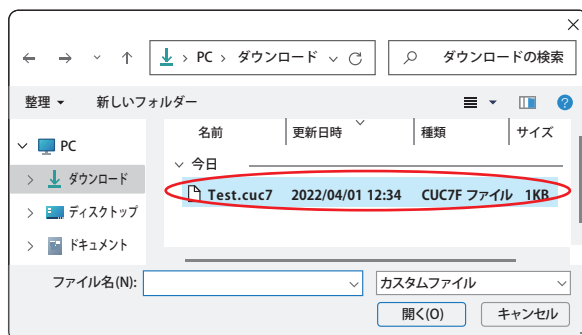 PC › ダウンロード
ダウンロードの検索
整理
新しいフォルダー
名前 更新日時 種類 サイズ
PC
今日
ダウンロード
Test.cuc7 2022/04/01 12:34 CUC7F ファイル 1KB
ディスクトップ
ドキュメント
ファイル名(N):
カスタムファイル
開く(O)
キャンセル